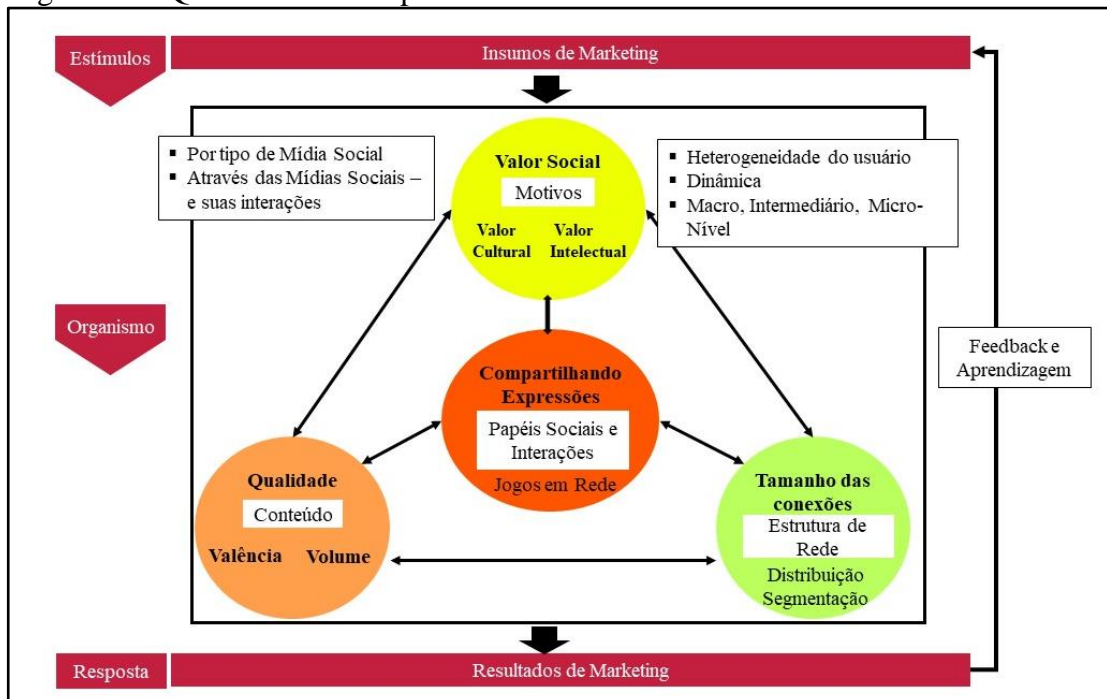 Estímulos
Insumos de Marketing
▪ Por tipo de Mídia Social
▪ Através das Mídias Sociais –
e suas interações
Valor Social
Motivos
Valor
Cultural
Valor
Intelectual
▪ Heterogeneidade do usuário
▪ Dinâmica
▪ Macro, Intermediário, Micro-
Nível
Organismo
Compartilhando
Expressões
Papéis Sociais e
Interações
Jogos em Rede
Feedback e
Aprendizagem
Qualidade
Conteúdo
Valência
Volume
Tamanho das
conexões
Estrutura de
Rede
Distribuição
Segmentação
Resposta
Resultados de Marketing